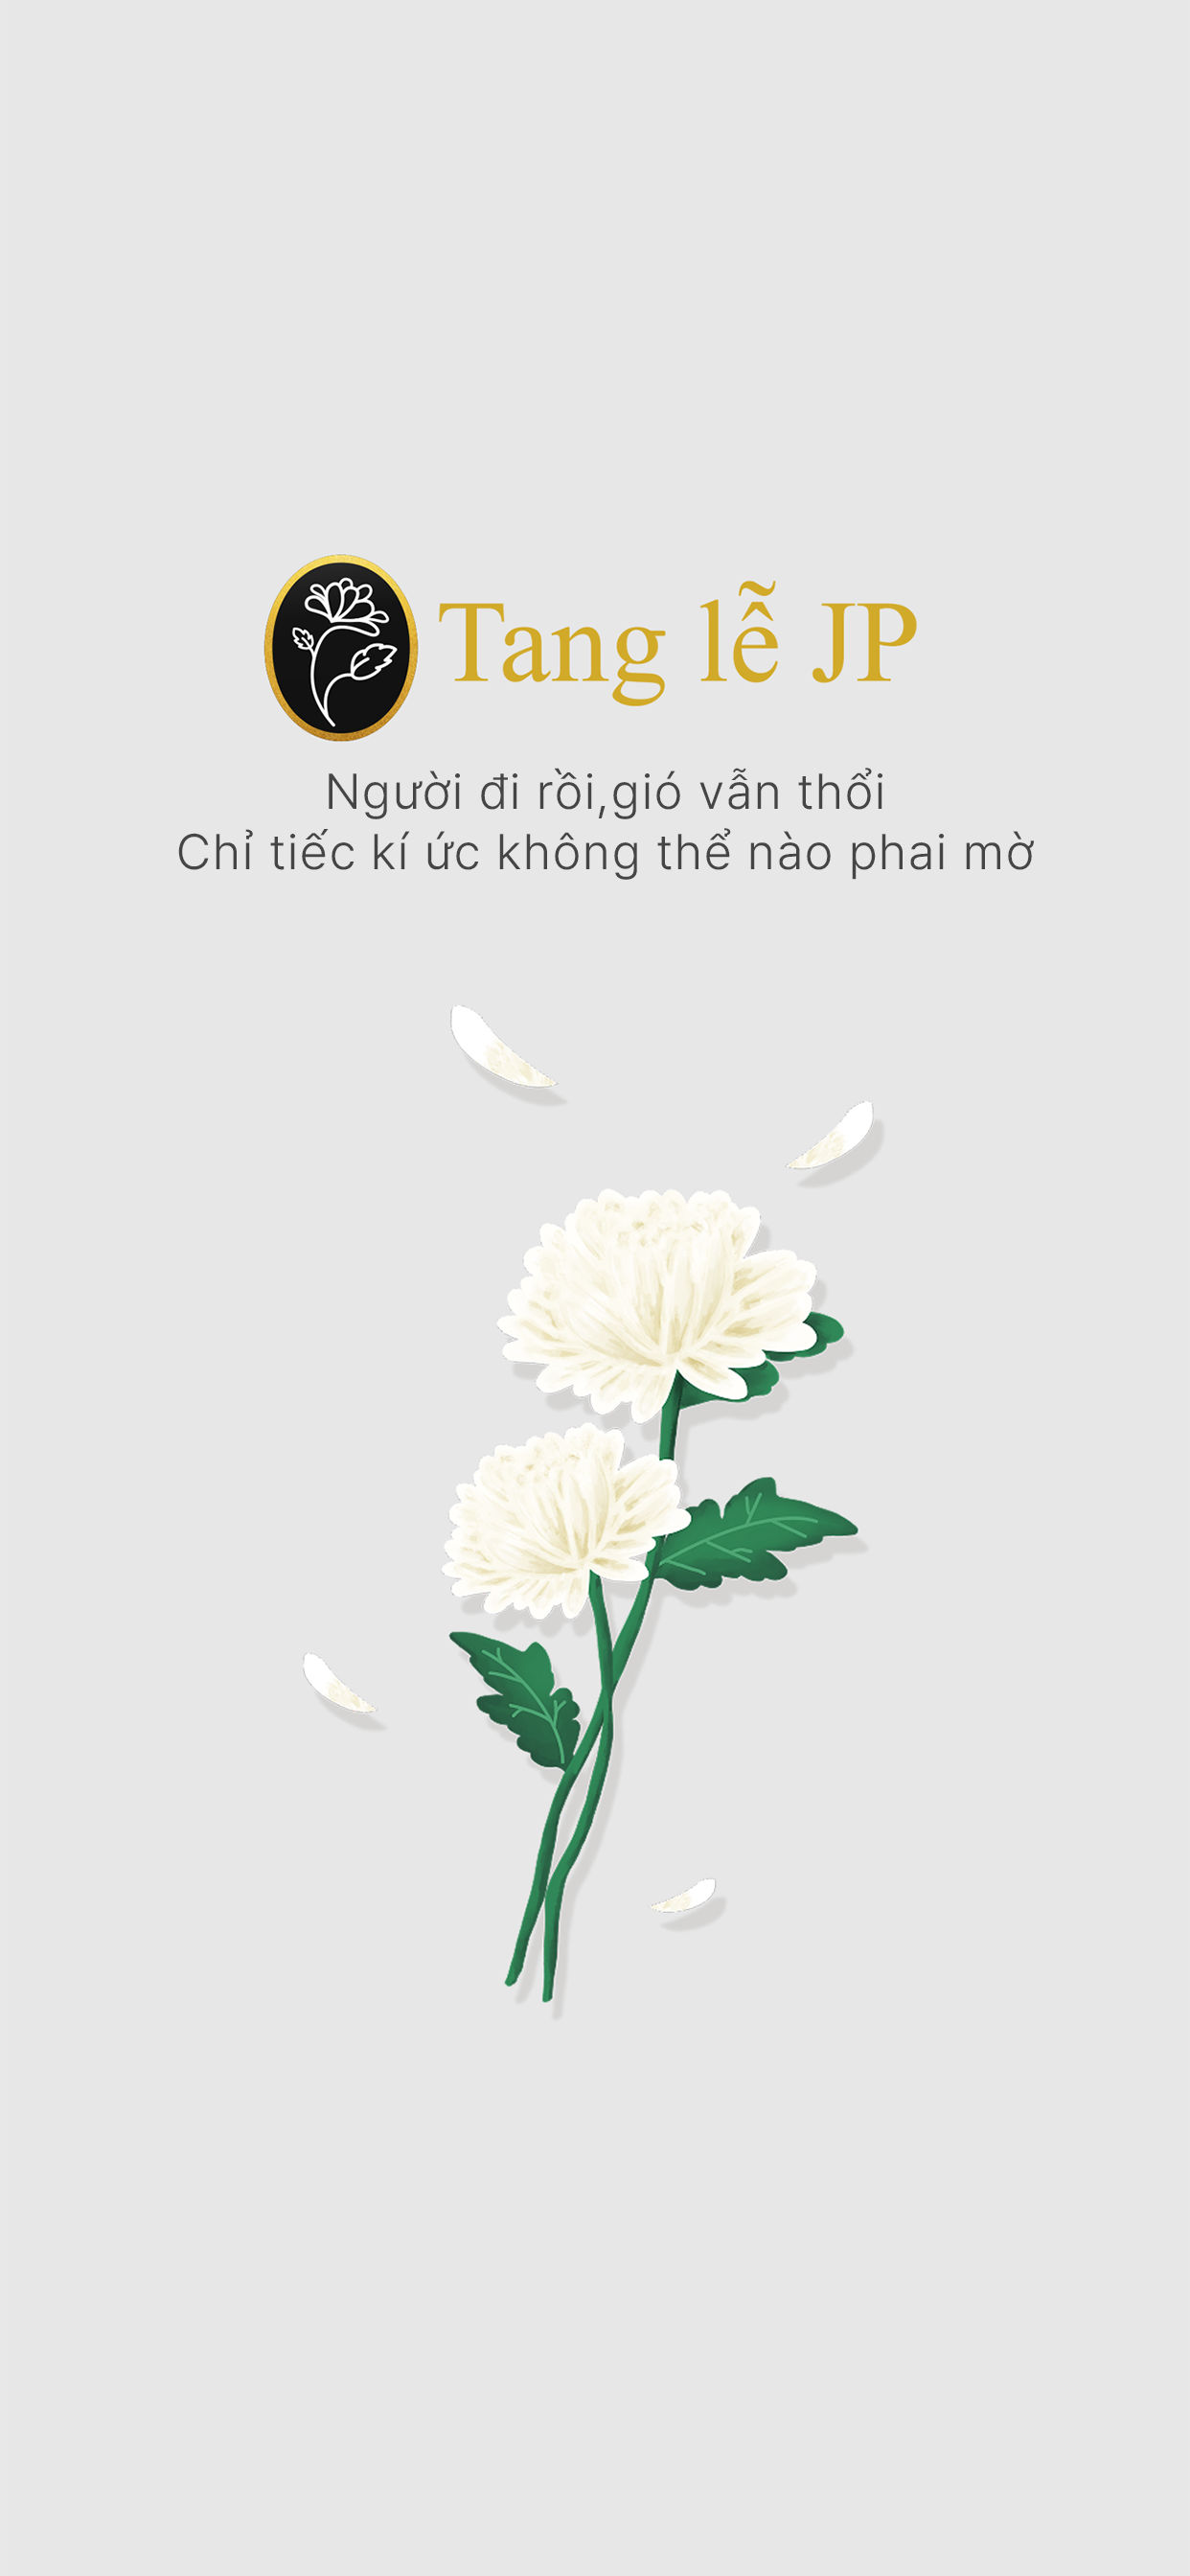 Tang lễ JP
Người đi rồi,gió vẫn thổi
Chỉ tiếc kí ức không thể nào phai mờ